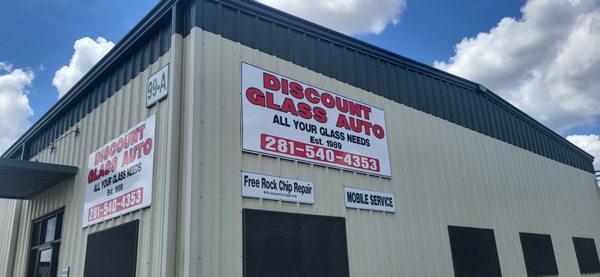 99-A
DISCOUNT
GLASS AUTO
ALL YOUR GLASS NEEDS
Est. 1989
281-540-4353
DISCOUNT
GLASS AUTO
ALL YOUR GLASS NEEDS
Est. 1989
281-540-4353
Free Rock Chip Repair
MOBILE SERVICE